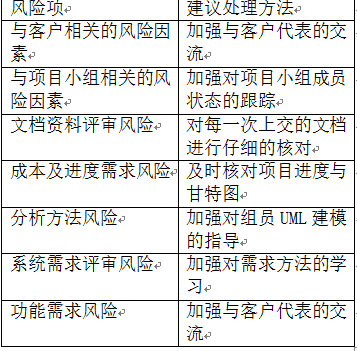 风险项
建议处理方法
与客户相关的风险因
素
加强与客户代表的交
流
与项目小组相关的风
险因素
加强对项目小组成员
状态的跟踪
文档资料评审风险
对每一次上交的文档
进行仔细的核对
成本及进度需求风险
及时核对项目进度与
甘特图
分析方法风险
加强对组员 UML 建模
的指导
系统需求评审风险
加强对需求方法的学
习
功能需求风险
加强与客户代表的交
流